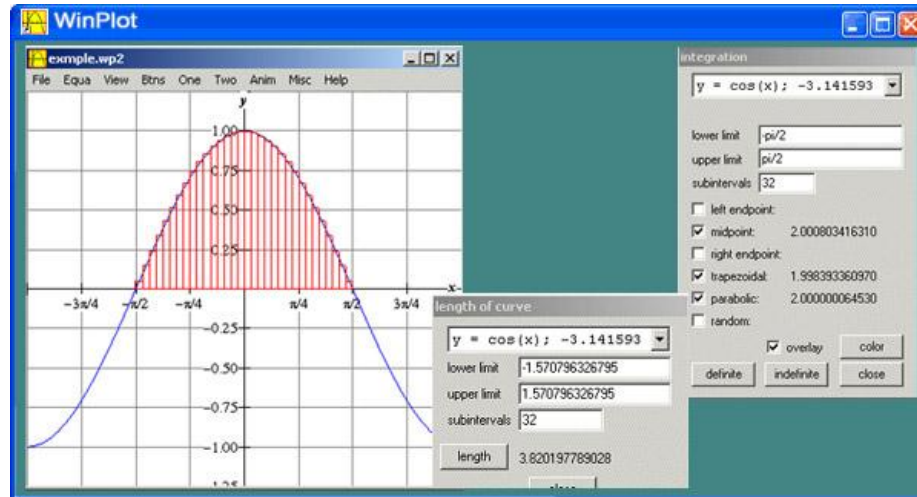 WinPlot
exmple.wp2
File Equa View Btns One Two Anim Misc Help
y
1.00
0.75
0.50
0.25
x
−3π/4 −π/2 −π/4 π/4 π/2 3π/4
−0.25
−0.50
−0.75
−1.00
integration
y = cos(x); -3.141593
lower limit -pi/2
upper limit pi/2
subintervals 32
left endpoint:
midpoint: 2.000803416310
right endpoint:
trapezoidal: 1.998393360970
parabolic: 2.000000064530
random:
overlay color
definite indefinite close
length of curve
y = cos(x); -3.141593
lower limit -1.570796326795
upper limit 1.570796326795
subintervals 32
length 3.820197789028